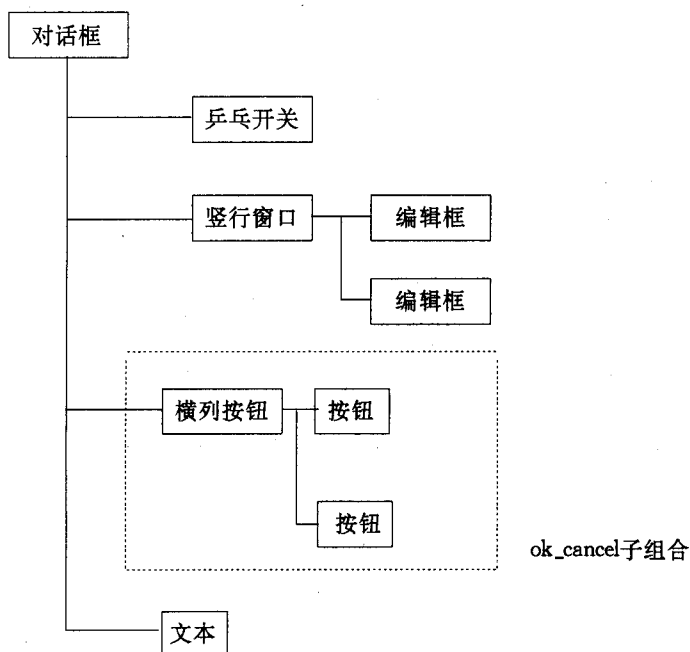 对话框
乒乓开关
竖行窗口
编辑框
编辑框
横列按钮
按钮
按钮
ok_cancel子组合
文本